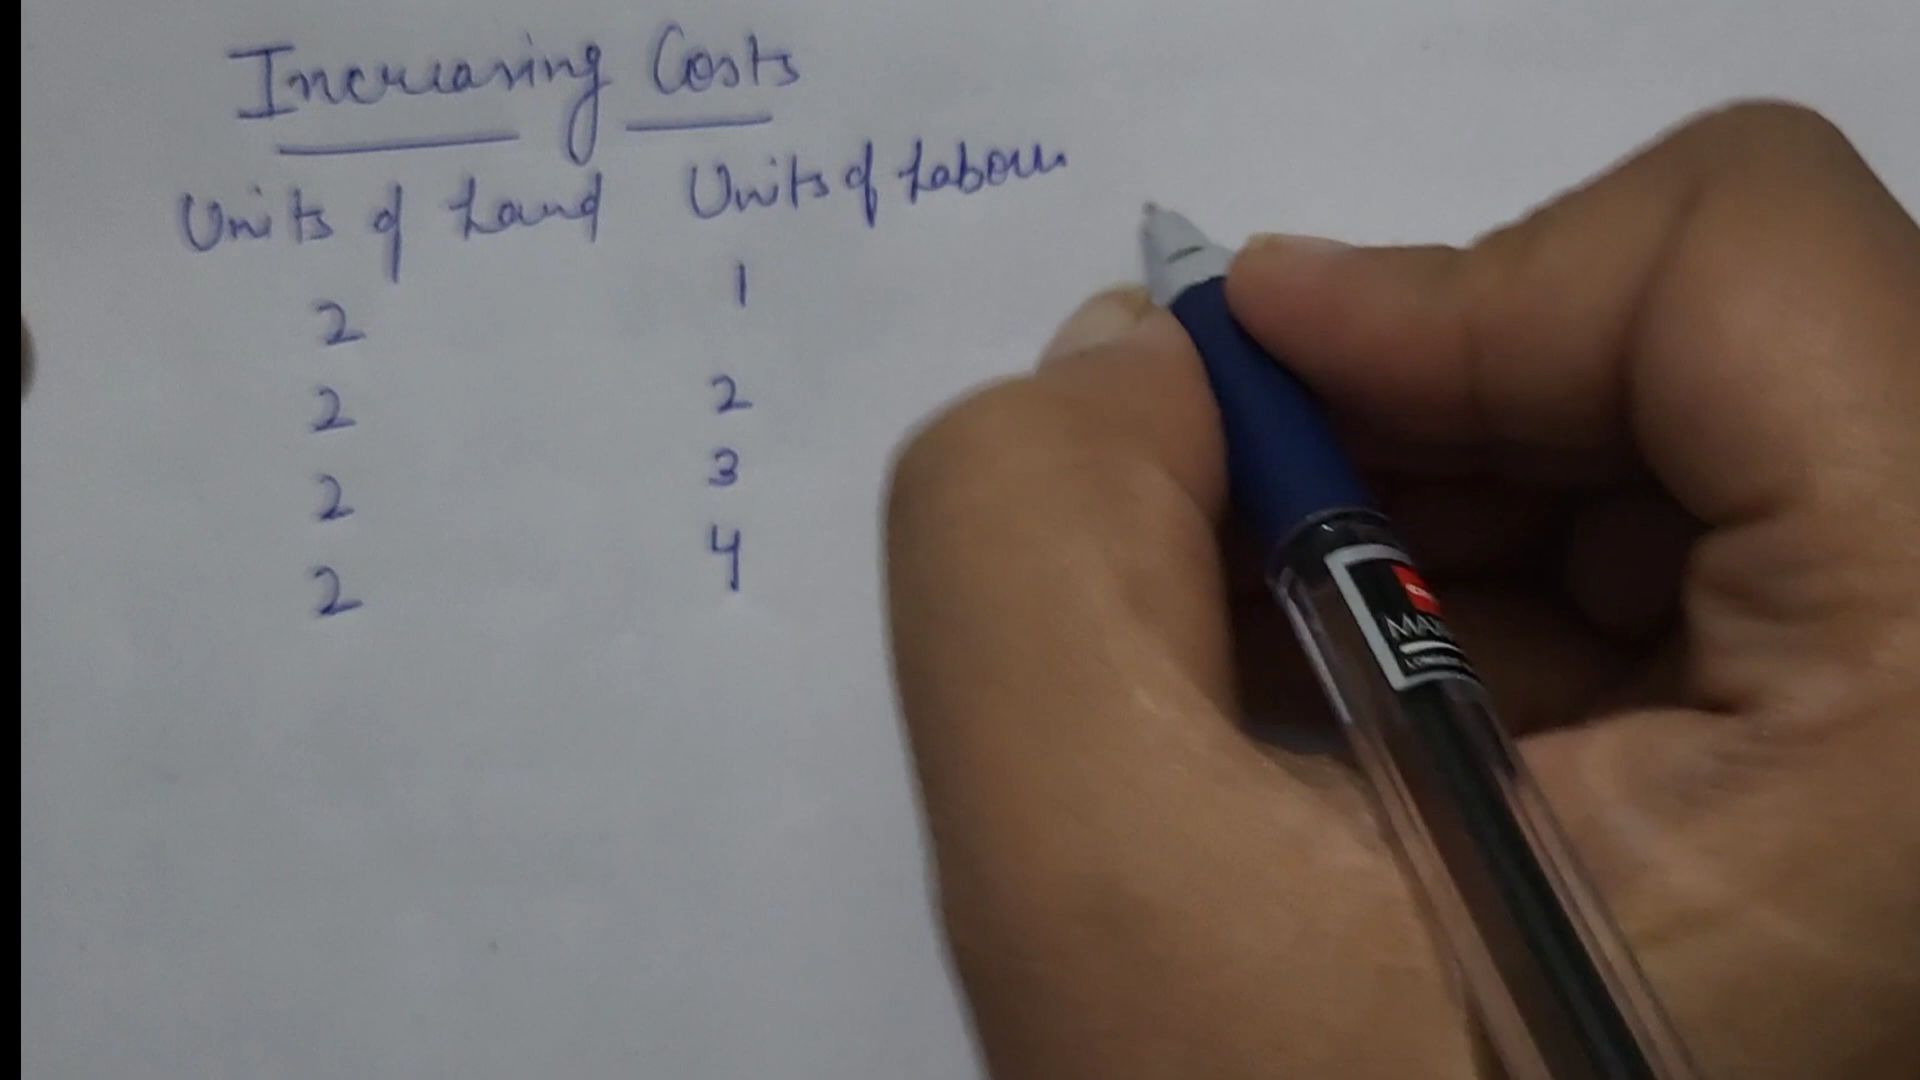 Increasing Costs
Units of Land Units of Labour
2 1
2 2
2 3
2 4